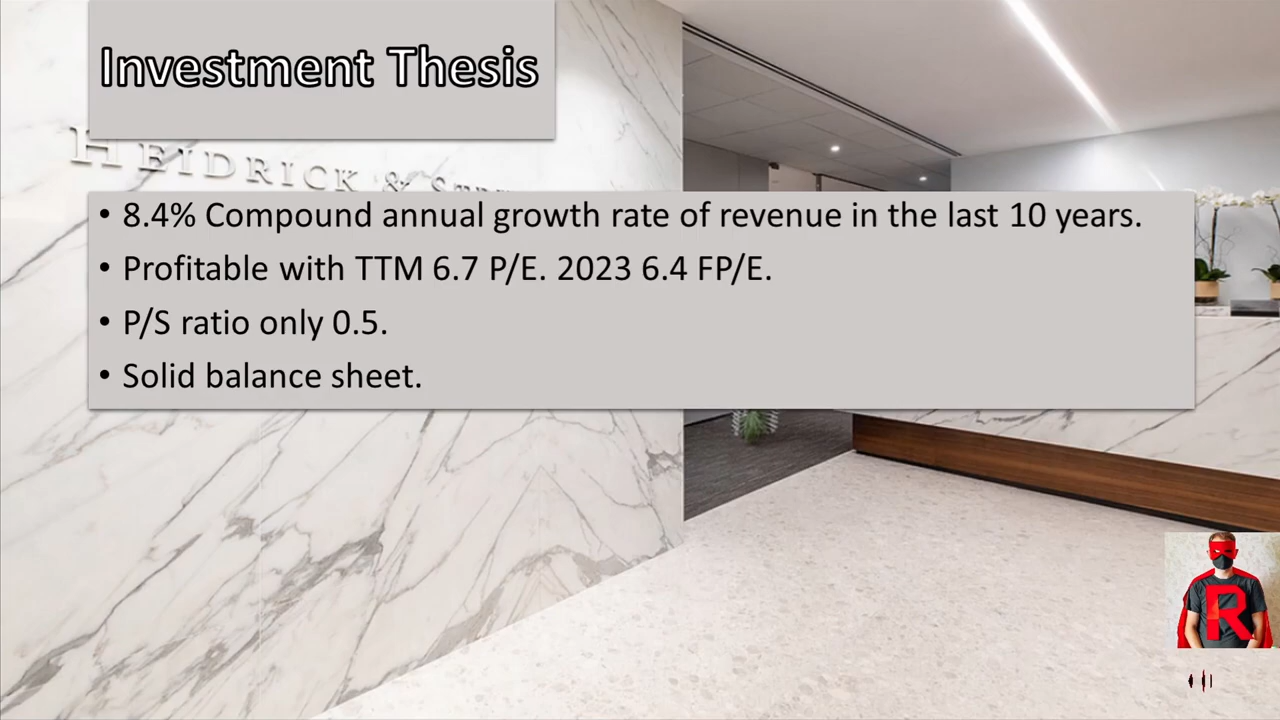 Investment Thesis
HEIDRICK &
• 8.4% Compound annual growth rate of revenue in the last 10 years.
• Profitable with TTM 6.7 P/E. 2023 6.4 FP/E.
• P/S ratio only 0.5.
• Solid balance sheet.
R